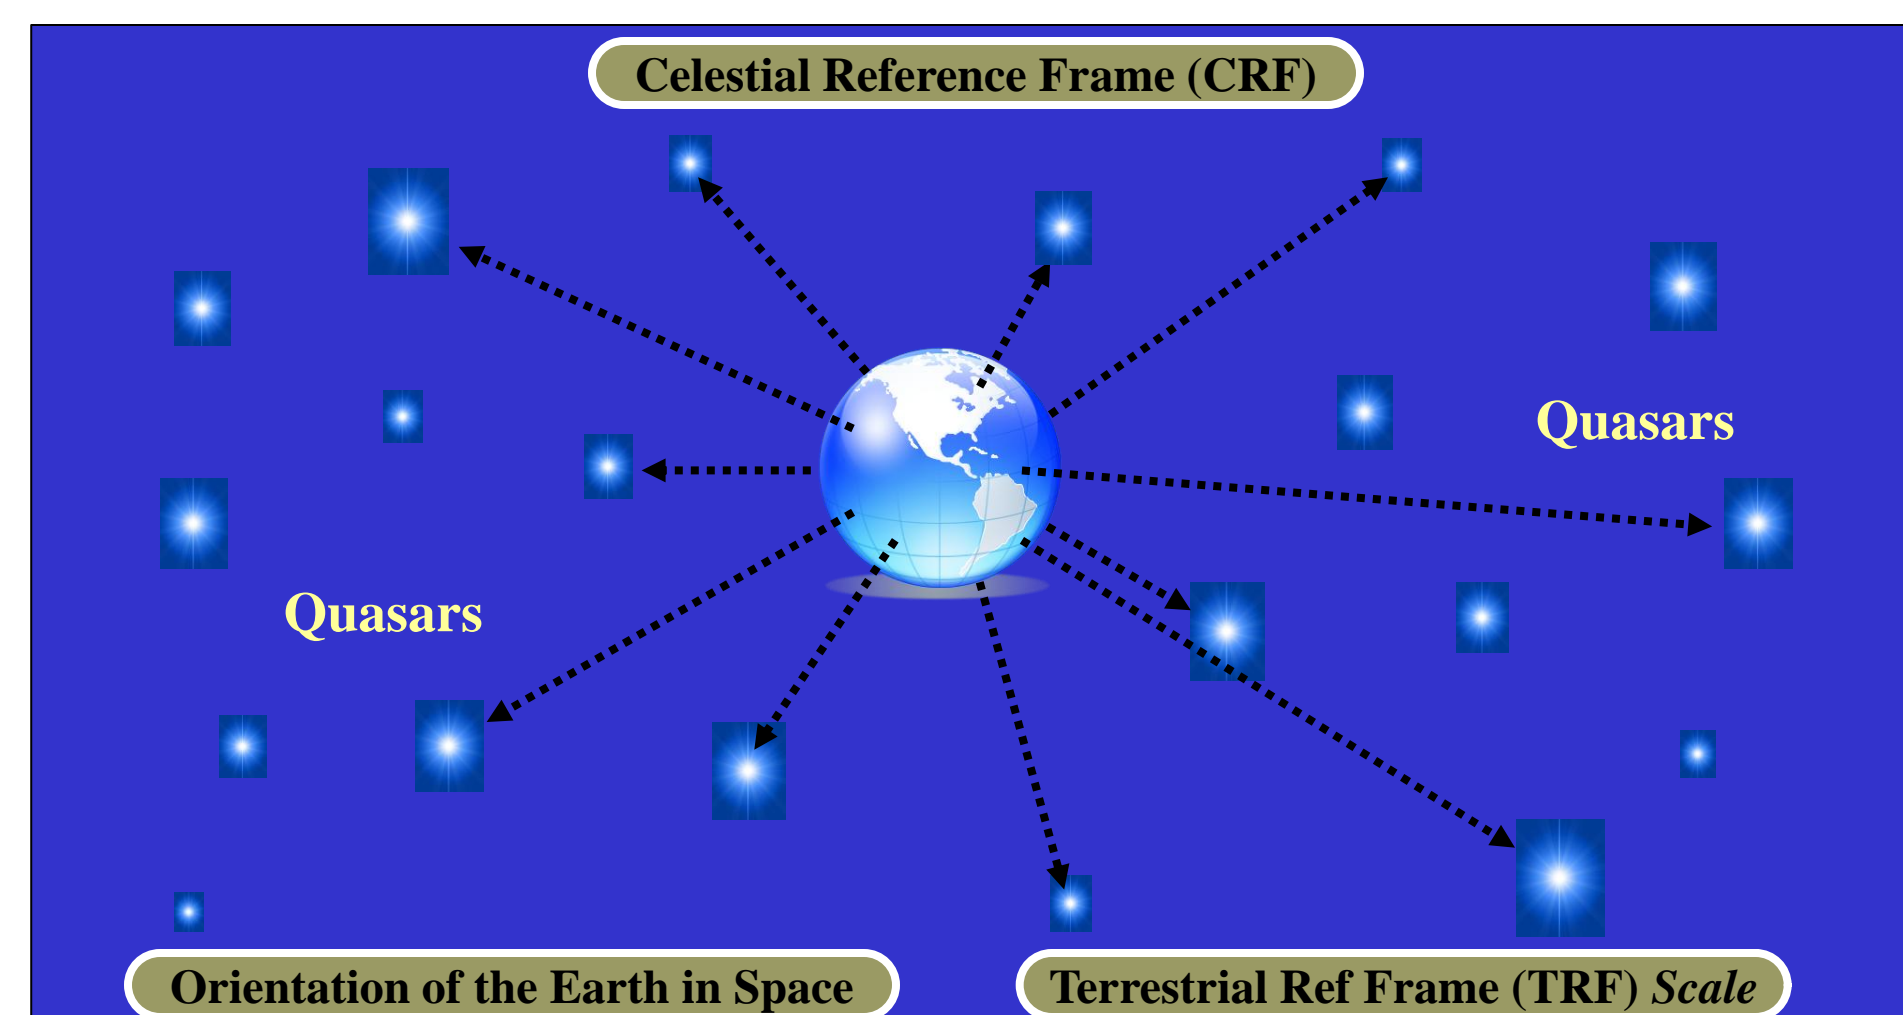 Celestial Reference Frame (CRF)
Quasars
Quasars
Orientation of the Earth in Space
Terrestrial Ref Frame (TRF) Scale